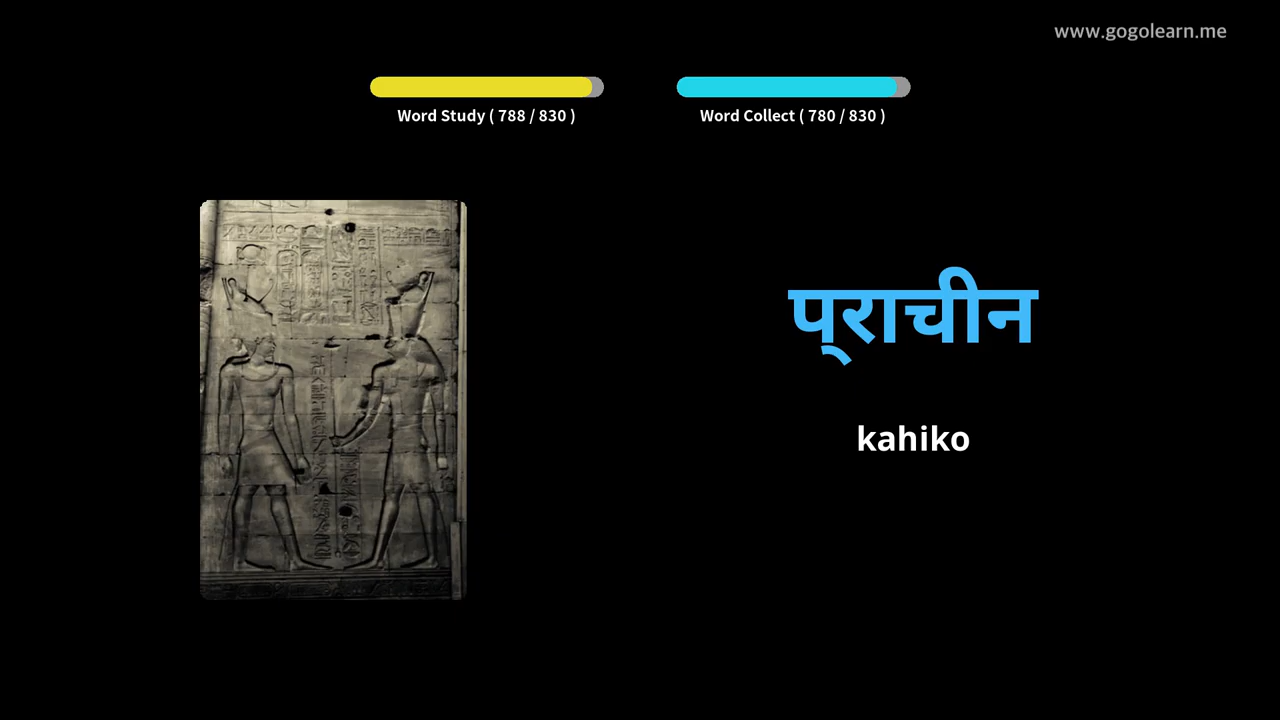 www.gogolearn.me
Word Study ( 788 / 830 )
Word Collect ( 780 / 830 )
प्राचीन
kahiko